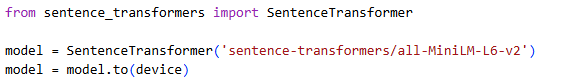 from sentence_transformers import SentenceTransformer
model = SentenceTransformer('sentence-transformers/all-MiniLM-L6-v2')
model = model.to(device)